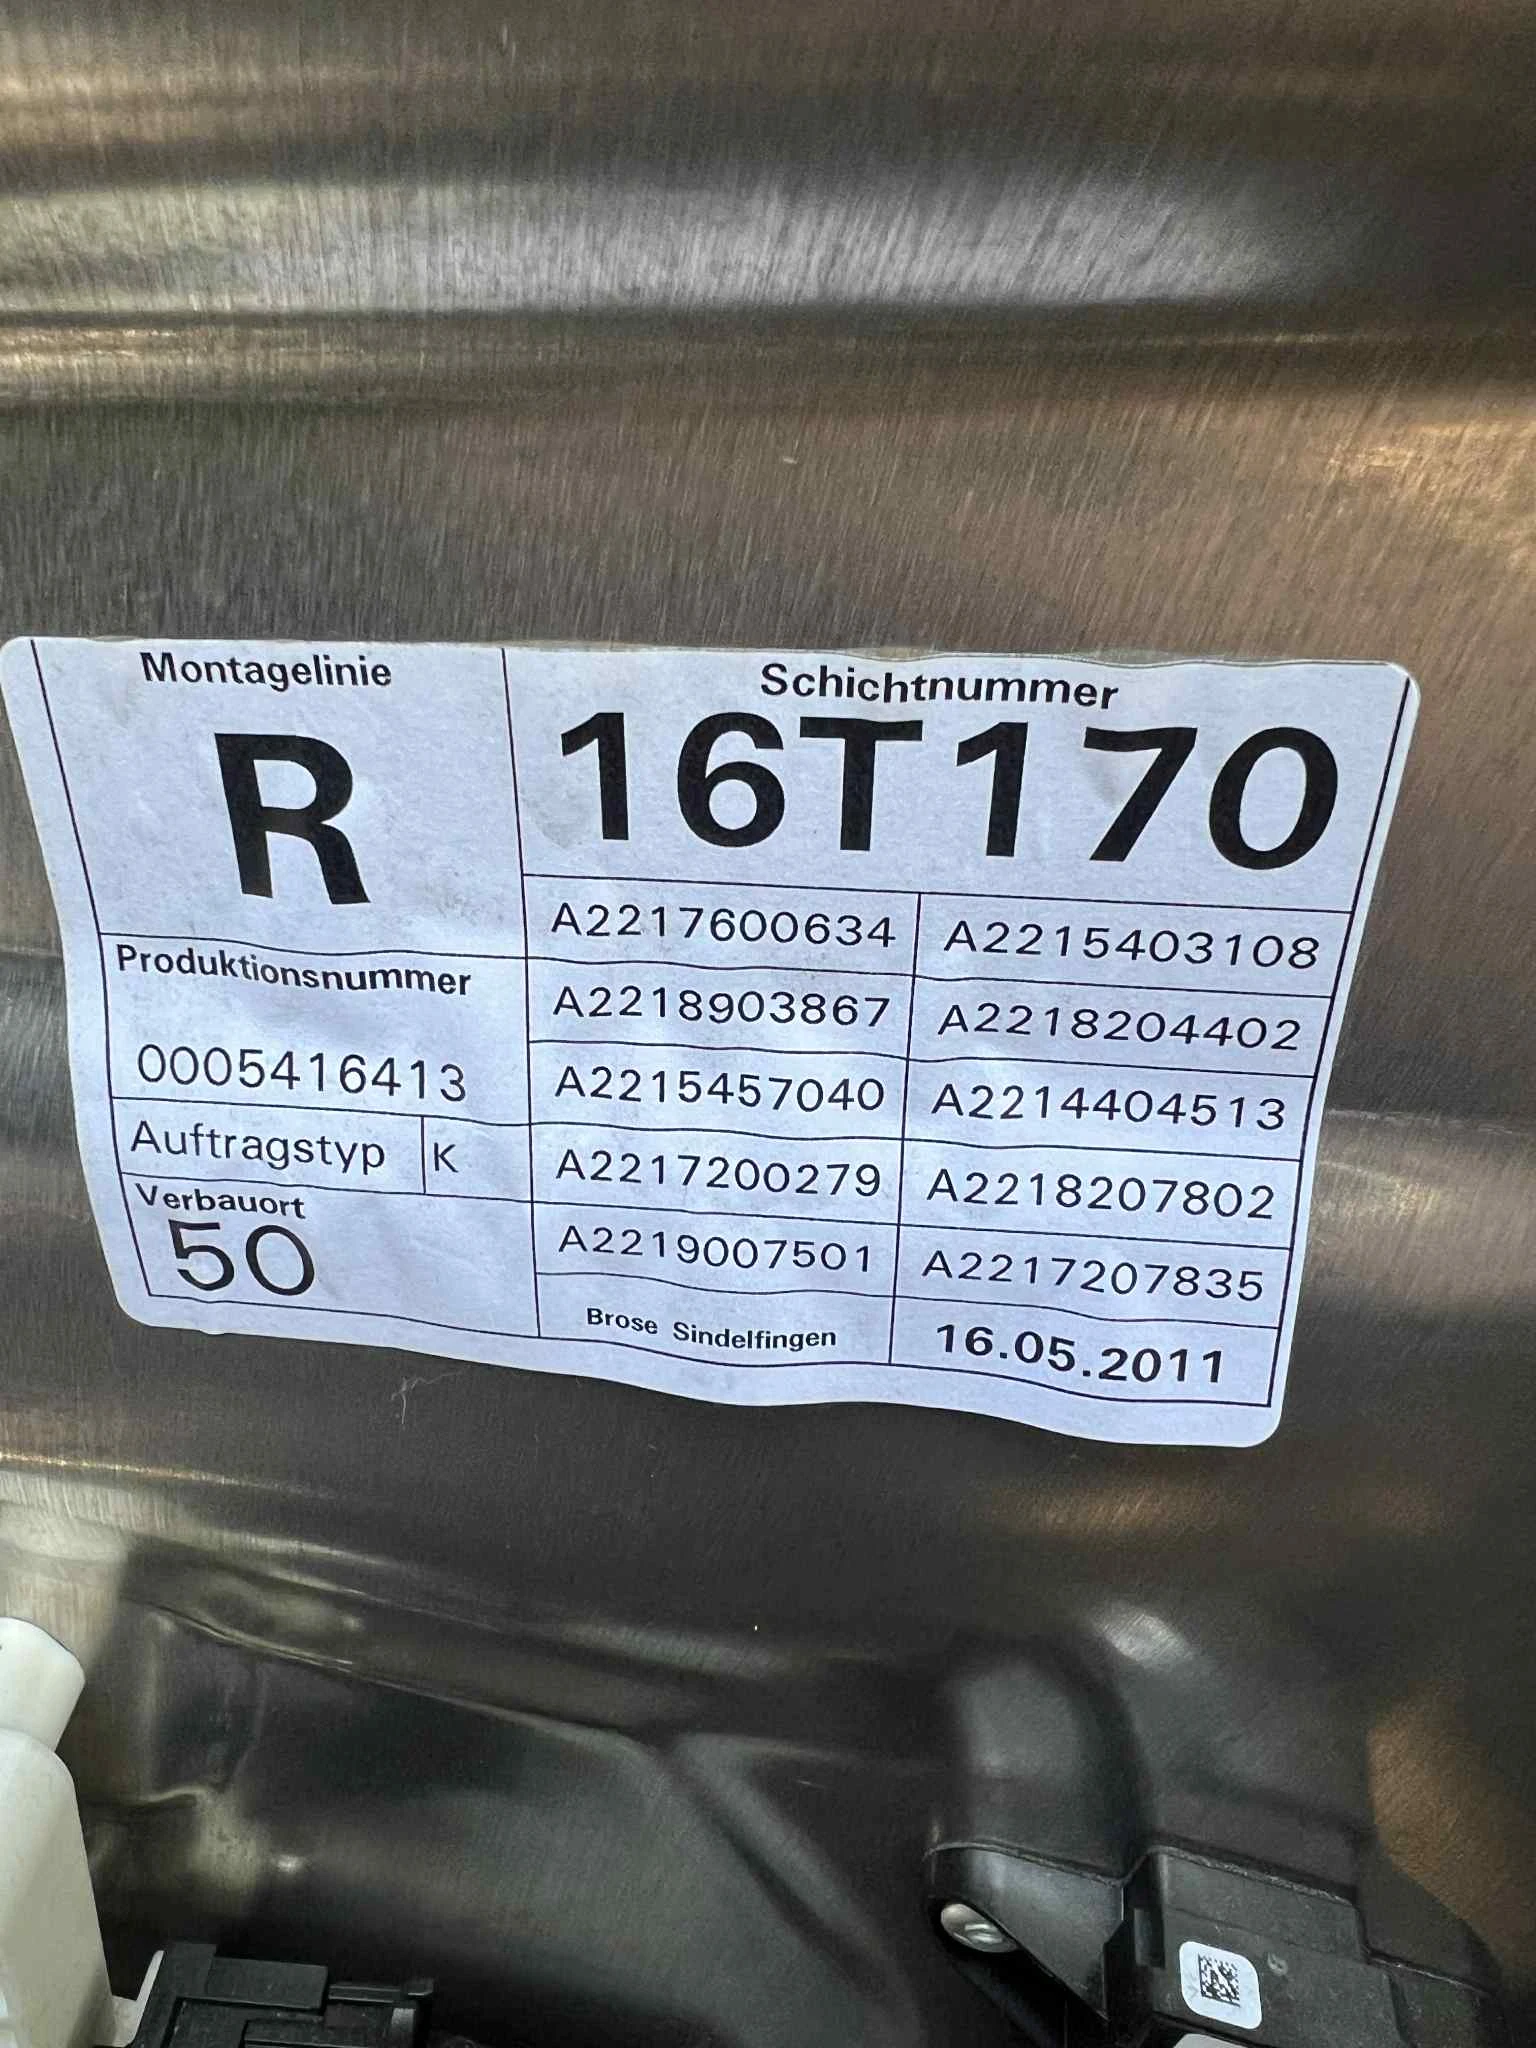 Montagelinie
R
Schichtnummer
16T170
A2217600634 A2215403108
A2218903867 A2218204402
Produktionsnummer
0005416413
A2215457040 A2214404513
Auftragstyp K
A2217200279 A2218207802
Verbauort
50
A2219007501 A2217207835
Brose Sindelfingen 16.05.2011